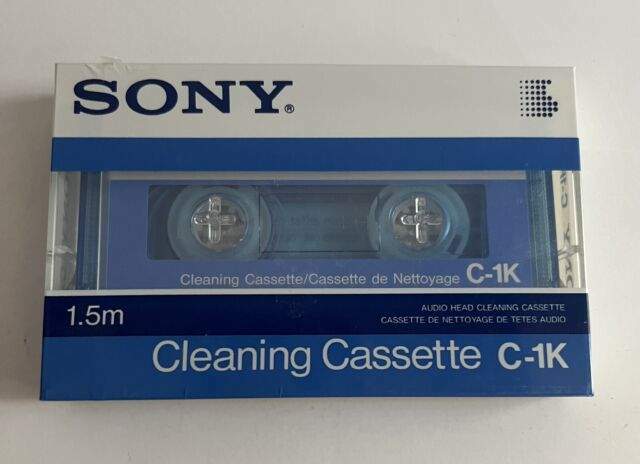 SONY®
Cleaning Cassette/Cassette de Nettoyage C-1K
1.5m
AUDIO HEAD CLEANING CASSETTE
CASSETTE DE NETTOYAGE DE TETES AUDIO
Cleaning Cassette C-1K